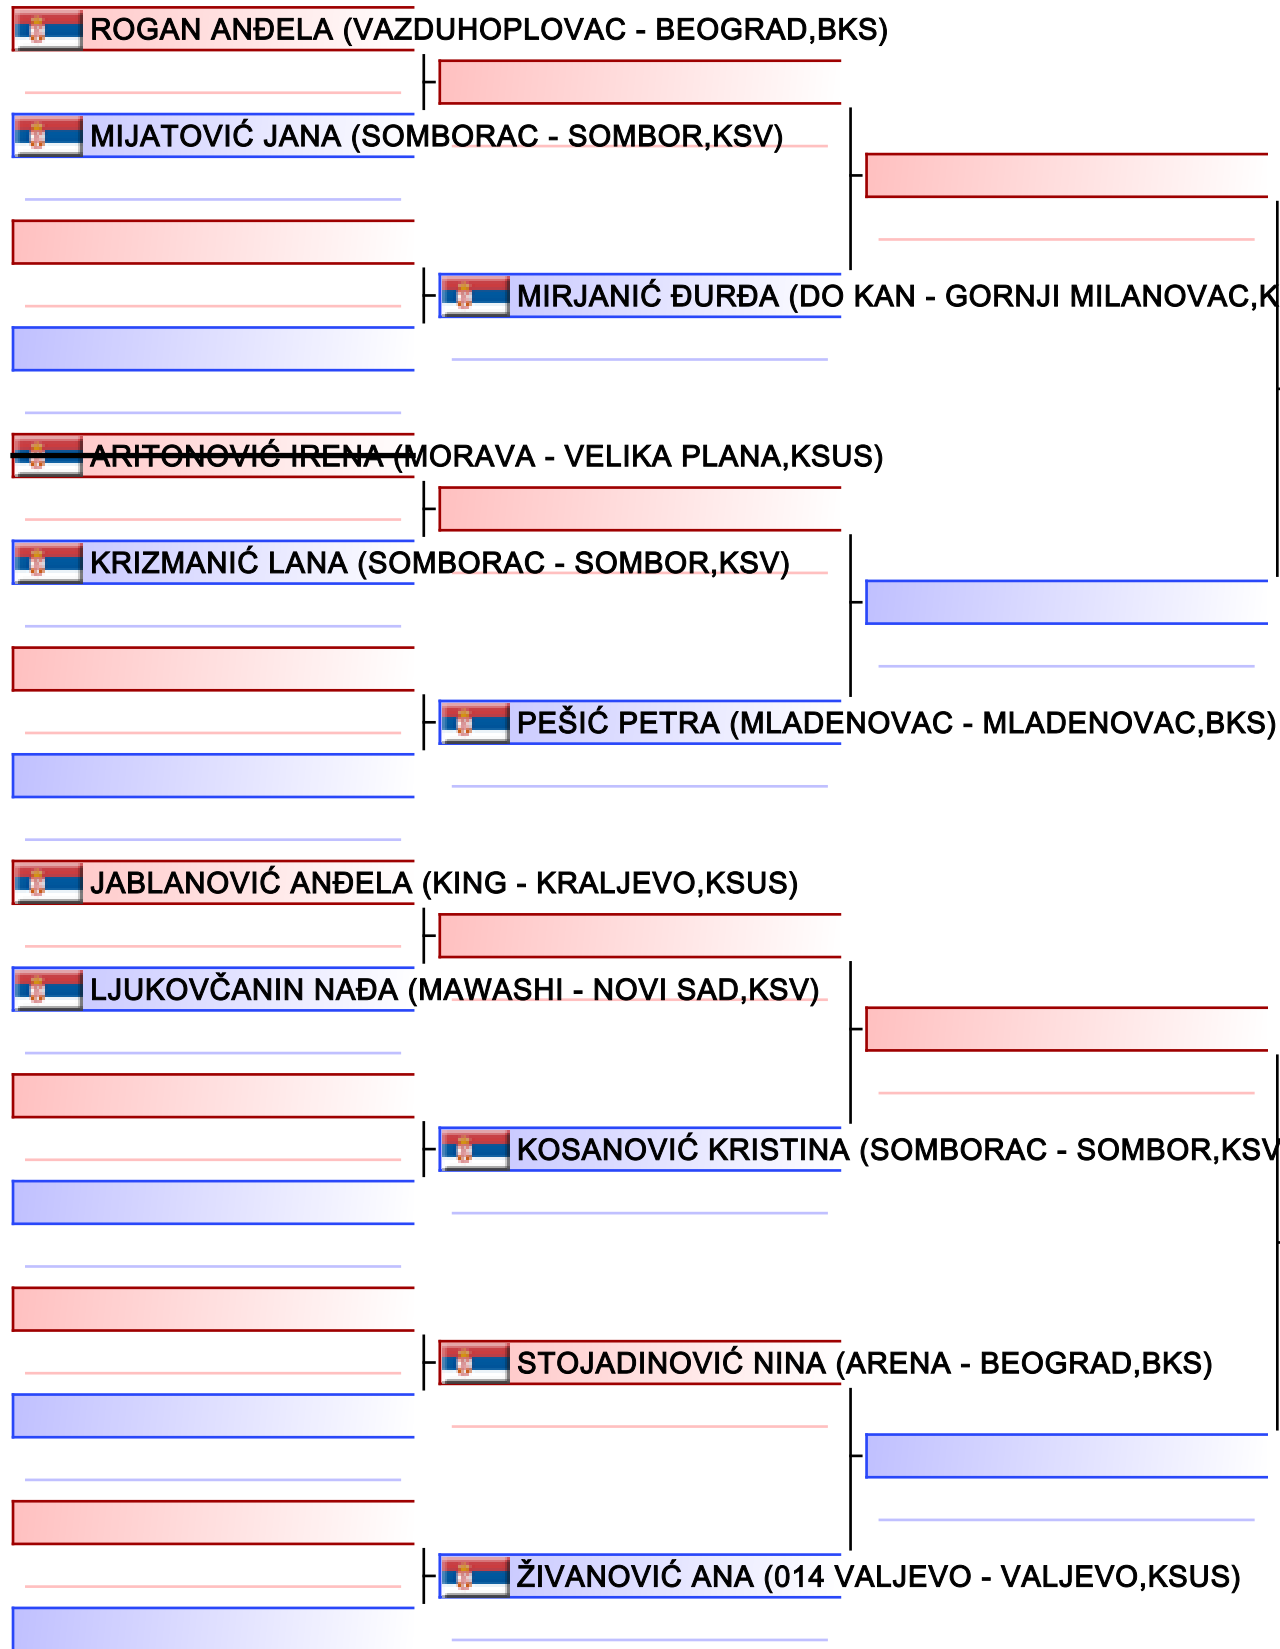 ROGAN ANĐELA (VAZDUHOPLOVAC - BEOGRAD,BKS)
MIJATOVIĆ JANA (SOMBORAC - SOMBOR,KSV)
MIRJANIĆ ĐURĐA (DO KAN - GORNJI MILANOVAC,K
ARITONOVIĆ IRENA (MORAVA - VELIKA PLANA,KSUS)
KRIZMANIĆ LANA (SOMBORAC - SOMBOR,KSV)
PEŠIĆ PETRA (MLADENOVAC - MLADENOVAC,BKS)
JABLANOVIĆ ANĐELA (KING - KRALJEVO,KSUS)
LJUKOVČANIN NAĐA (MAWASHI - NOVI SAD,KSV)
KOSANOVIĆ KRISTINA (SOMBORAC - SOMBOR,KSV
STOJADINOVIĆ NINA (ARENA - BEOGRAD,BKS)
ŽIVANOVIĆ ANA (014 VALJEVO - VALJEVO,KSUS)